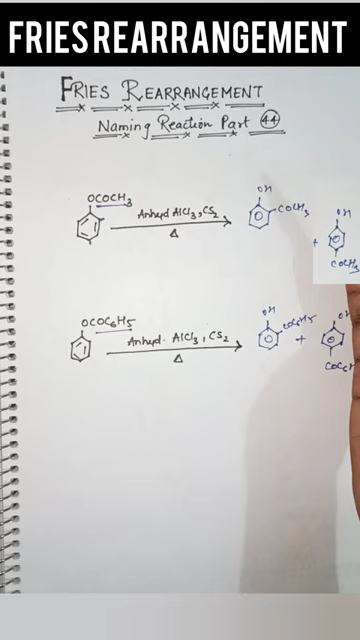 FRIES REARRANGEMENT
FRIES REARRANGEMENT
Naming Reaction Part 44
OCOCH3
Anhyd AlCl3, CS2
Δ
OH
COCH3
+
OH
COCH3
OCOC6H5
Anhyd. AlCl3, CS2
Δ
OH
COC6H5
+
OH